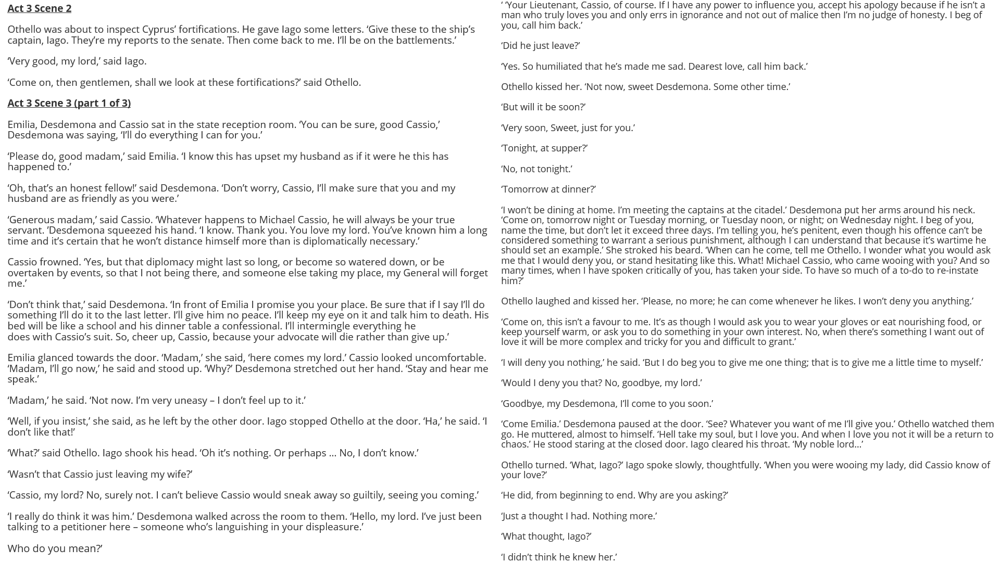 Act 3 Scene 2
Othello was about to inspect Cyprus’ fortifications. He gave Iago some letters. ‘Give these to the ship’s
captain, Iago. They’re my reports to the senate. Then come back to me. I’ll be on the battlements.’
‘Very good, my lord,’ said Iago.
‘Come on, then gentlemen, shall we look at these fortifications?’ said Othello.
Act 3 Scene 3 (part 1 of 3)
Emilia, Desdemona and Cassio sat in the state reception room. ‘You can be sure, good Cassio,’
Desdemona was saying, ‘I’ll do everything I can for you.’
‘Please do, good madam,’ said Emilia. ‘I know this has upset my husband as if it were he this has
happened to.’
‘Oh, that’s an honest fellow!’ said Desdemona. ‘Don’t worry, Cassio, I’ll make sure that you and my
husband are as friendly as you were.’
‘Generous madam,’ said Cassio. ‘Whatever happens to Michael Cassio, he will always be your true
servant. ’Desdemona squeezed his hand. ‘I know. Thank you. You love my lord. You’ve known him a long
time and it’s certain that he won’t distance himself more than is diplomatically necessary.’
Cassio frowned. ‘Yes, but that diplomacy might last so long, or become so watered down, or be
overtaken by events, so that I not being there, and someone else taking my place, my General will forget
me.’
‘Don’t think that,’ said Desdemona. ‘In front of Emilia I promise you your place. Be sure that if I say I’ll do
something I’ll do it to the last letter. I’ll give him no peace. I’ll keep my eye on it and talk him to death. His
bed will be like a school and his dinner table a confessional. I’ll intermingle everything he
does with Cassio’s suit. So, cheer up, Cassio, because your advocate will die rather than give up.’
Emilia glanced towards the door. ‘Madam,’ she said, ‘here comes my lord.’ Cassio looked uncomfortable.
‘Madam, I’ll go now,’ he said and stood up. ‘Why?’ Desdemona stretched out her hand. ‘Stay and hear me
speak.’
‘Madam,’ he said. ‘Not now. I’m very uneasy – I don’t feel up to it.’
‘Well, if you insist,’ she said, as he left by the other door. Iago stopped Othello at the door. ‘Ha,’ he said. ‘I
don’t like that!’
‘What?’ said Othello. Iago shook his head. ‘Oh it’s nothing. Or perhaps … No, I don’t know.’
‘Wasn’t that Cassio just leaving my wife?’
‘Cassio, my lord? No, surely not. I can’t believe Cassio would sneak away so guiltily, seeing you coming.’
‘I really do think it was him.’ Desdemona walked across the room to them. ‘Hello, my lord. I’ve just been
talking to a petitioner here – someone who’s languishing in your displeasure.’
Who do you mean?’
‘ ‘Your Lieutenant, Cassio, of course. If I have any power to influence you, accept his apology because if he isn’t a
man who truly loves you and only errs in ignorance and not out of malice then I’m no judge of honesty. I beg of
you, call him back.’
‘Did he just leave?’
‘Yes. So humiliated that he’s made me sad. Dearest love, call him back.’
Othello kissed her. ‘Not now, sweet Desdemona. Some other time.’
‘But will it be soon?’
‘Very soon, Sweet, just for you.’
‘Tonight, at supper?’
‘No, not tonight.’
‘Tomorrow at dinner?’
‘I won’t be dining at home. I’m meeting the captains at the citadel.’ Desdemona put her arms around his neck.
‘Come on, tomorrow night or Tuesday morning, or Tuesday noon, or night; on Wednesday night. I beg of you,
name the time, but don’t let it exceed three days. I’m telling you, he’s penitent, even though his offence can’t be
considered something to warrant a serious punishment, although I can understand that because it’s wartime he
should set an example.’ She stroked his beard. ‘When can he come, tell me Othello. I wonder what you would ask
me that I would deny you, or stand hesitating like this. What! Michael Cassio, who came wooing with you? And so
many times, when I have spoken critically of you, has taken your side. To have so much of a to-do to re-instate
him?’
Othello laughed and kissed her. ‘Please, no more; he can come whenever he likes. I won’t deny you anything.’
‘Come on, this isn’t a favour to me. It’s as though I would ask you to wear your gloves or eat nourishing food, or
keep yourself warm, or ask you to do something in your own interest. No, when there’s something I want out of
love it will be more complex and tricky for you and difficult to grant.’
‘I will deny you nothing,’ he said. ‘But I do beg you to give me one thing; that is to give me a little time to myself.’
‘Would I deny you that? No, goodbye, my lord.’
‘Goodbye, my Desdemona, I’ll come to you soon.’
‘Come Emilia.’ Desdemona paused at the door. ‘See? Whatever you want of me I’ll give you.’ Othello watched them
go. He muttered, almost to himself. ‘Hell take my soul, but I love you. And when I love you not it will be a return to
chaos.’ He stood staring at the closed door. Iago cleared his throat. ‘My noble lord…’
Othello turned. ‘What, Iago?’ Iago spoke slowly, thoughtfully. ‘When you were wooing my lady, did Cassio know of
your love?’
‘He did, from beginning to end. Why are you asking?’
‘Just a thought I had. Nothing more.’
‘What thought, Iago?’
‘I didn’t think he knew her.’